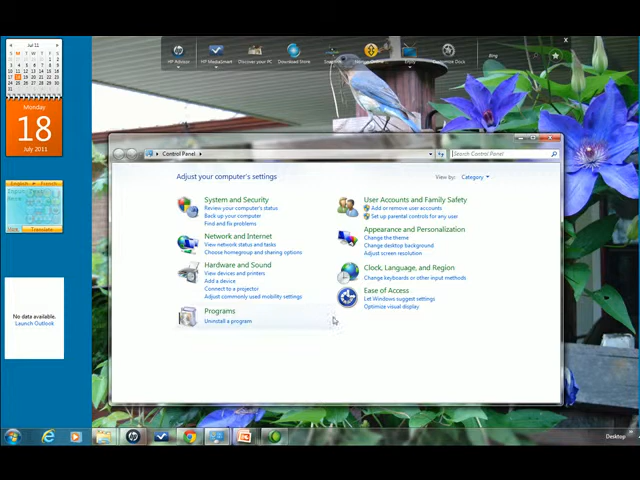 Jul 11
Monday
18
July 2011
English
French
Translate
No data available.
Launch Outlook
HP Advisor
HP MediaSmart
Discover your PC
Download Store
Customize Dock
Control Panel
Search Control Panel
Adjust your computer's settings
View by: Category
System and Security
Review your computer's status
Back up your computer
Find and fix problems
Network and Internet
View network status and tasks
Choose homegroup and sharing options
Hardware and Sound
View devices and printers
Add a device
Connect to a projector
Adjust commonly used mobility settings
Programs
Uninstall a program
User Accounts and Family Safety
Add or remove user accounts
Set up parental controls for any user
Appearance and Personalization
Change the theme
Change desktop background
Adjust screen resolution
Clock, Language, and Region
Change keyboards or other input methods
Ease of Access
Let Windows suggest settings
Optimize visual display
Desktop